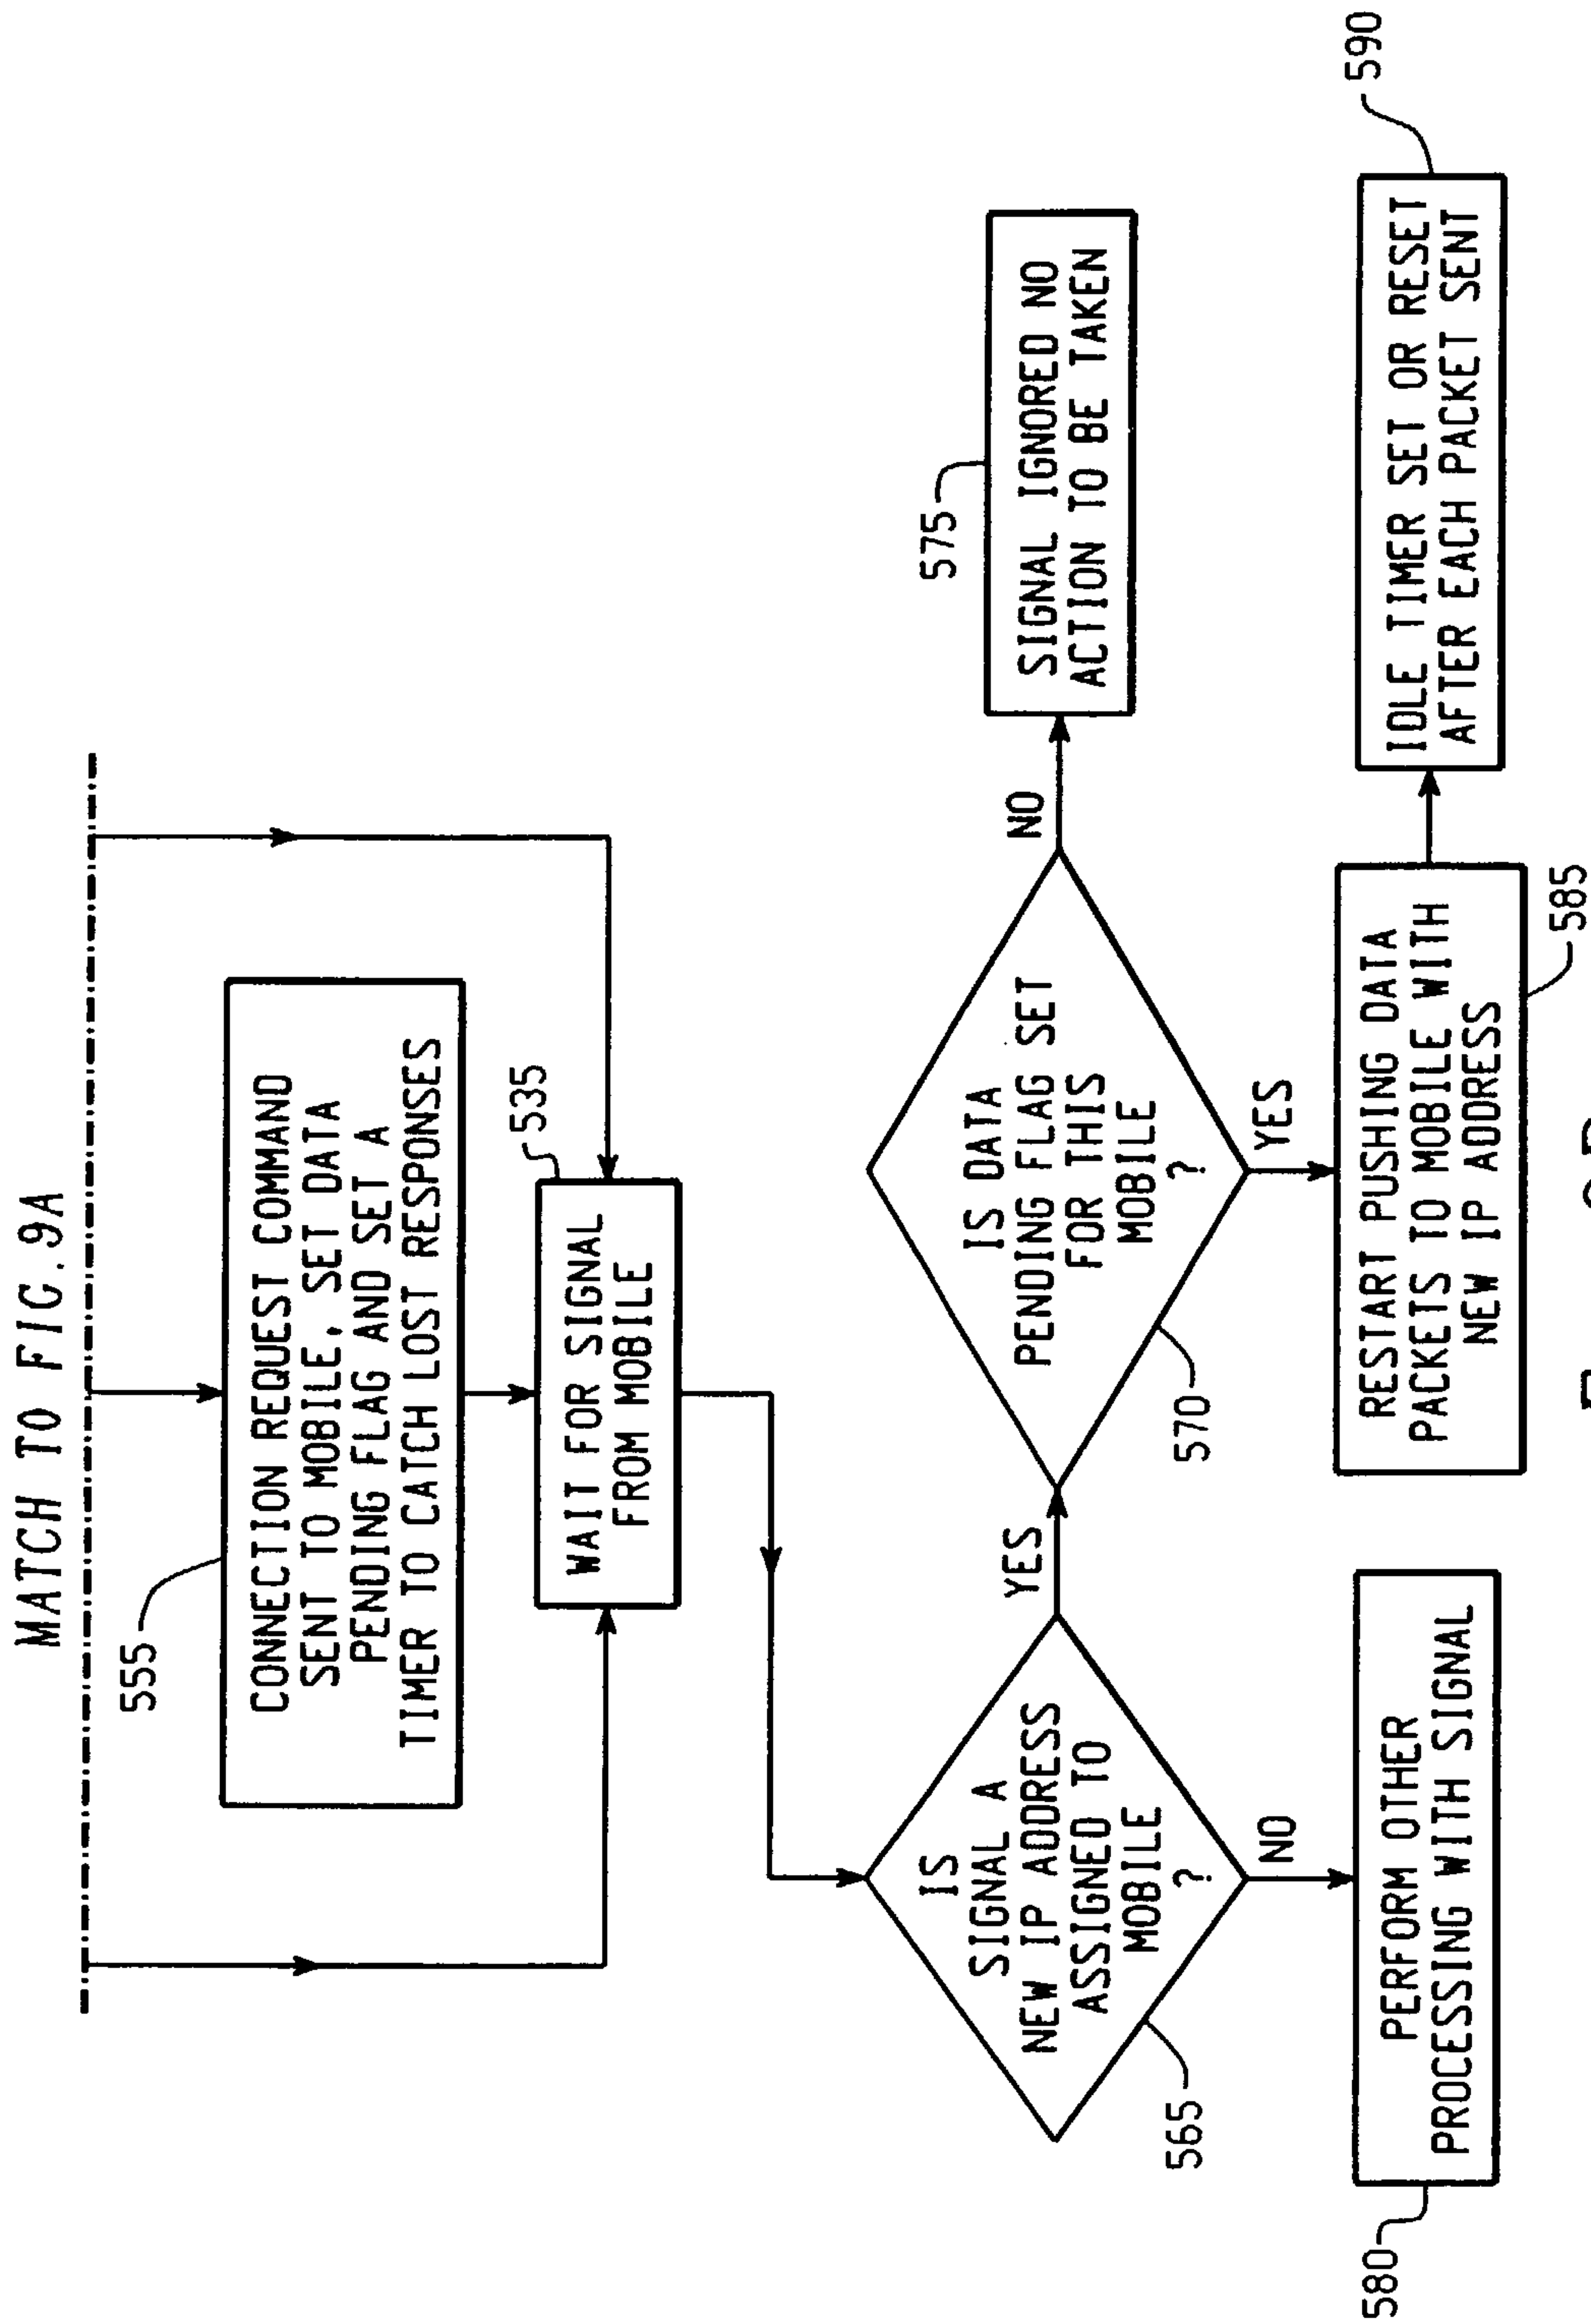 MATCH TO FIG.9A
555
CONNECTION REQUEST COMMAND
SENT TO MOBILE, SET DATA
PENDING FLAG AND SET A
TIMER TO CATCH LOST RESPONSES
535
WAIT FOR SIGNAL
FROM MOBILE
IS
SIGNAL A
NEW IP ADDRESS
ASSIGNED TO
MOBILE
?
565
YES
NO
IS DATA
PENDING FLAG SET
FOR THIS
MOBILE
?
570
NO
YES
575
SIGNAL IGNORED NO
ACTION TO BE TAKEN
580
PERFORM OTHER
PROCESSING WITH SIGNAL
RESTART PUSHING DATA
PACKETS TO MOBILE WITH
NEW IP ADDRESS
585
590
IDLE TIMER SET OR RESET
AFTER EACH PACKET SENT